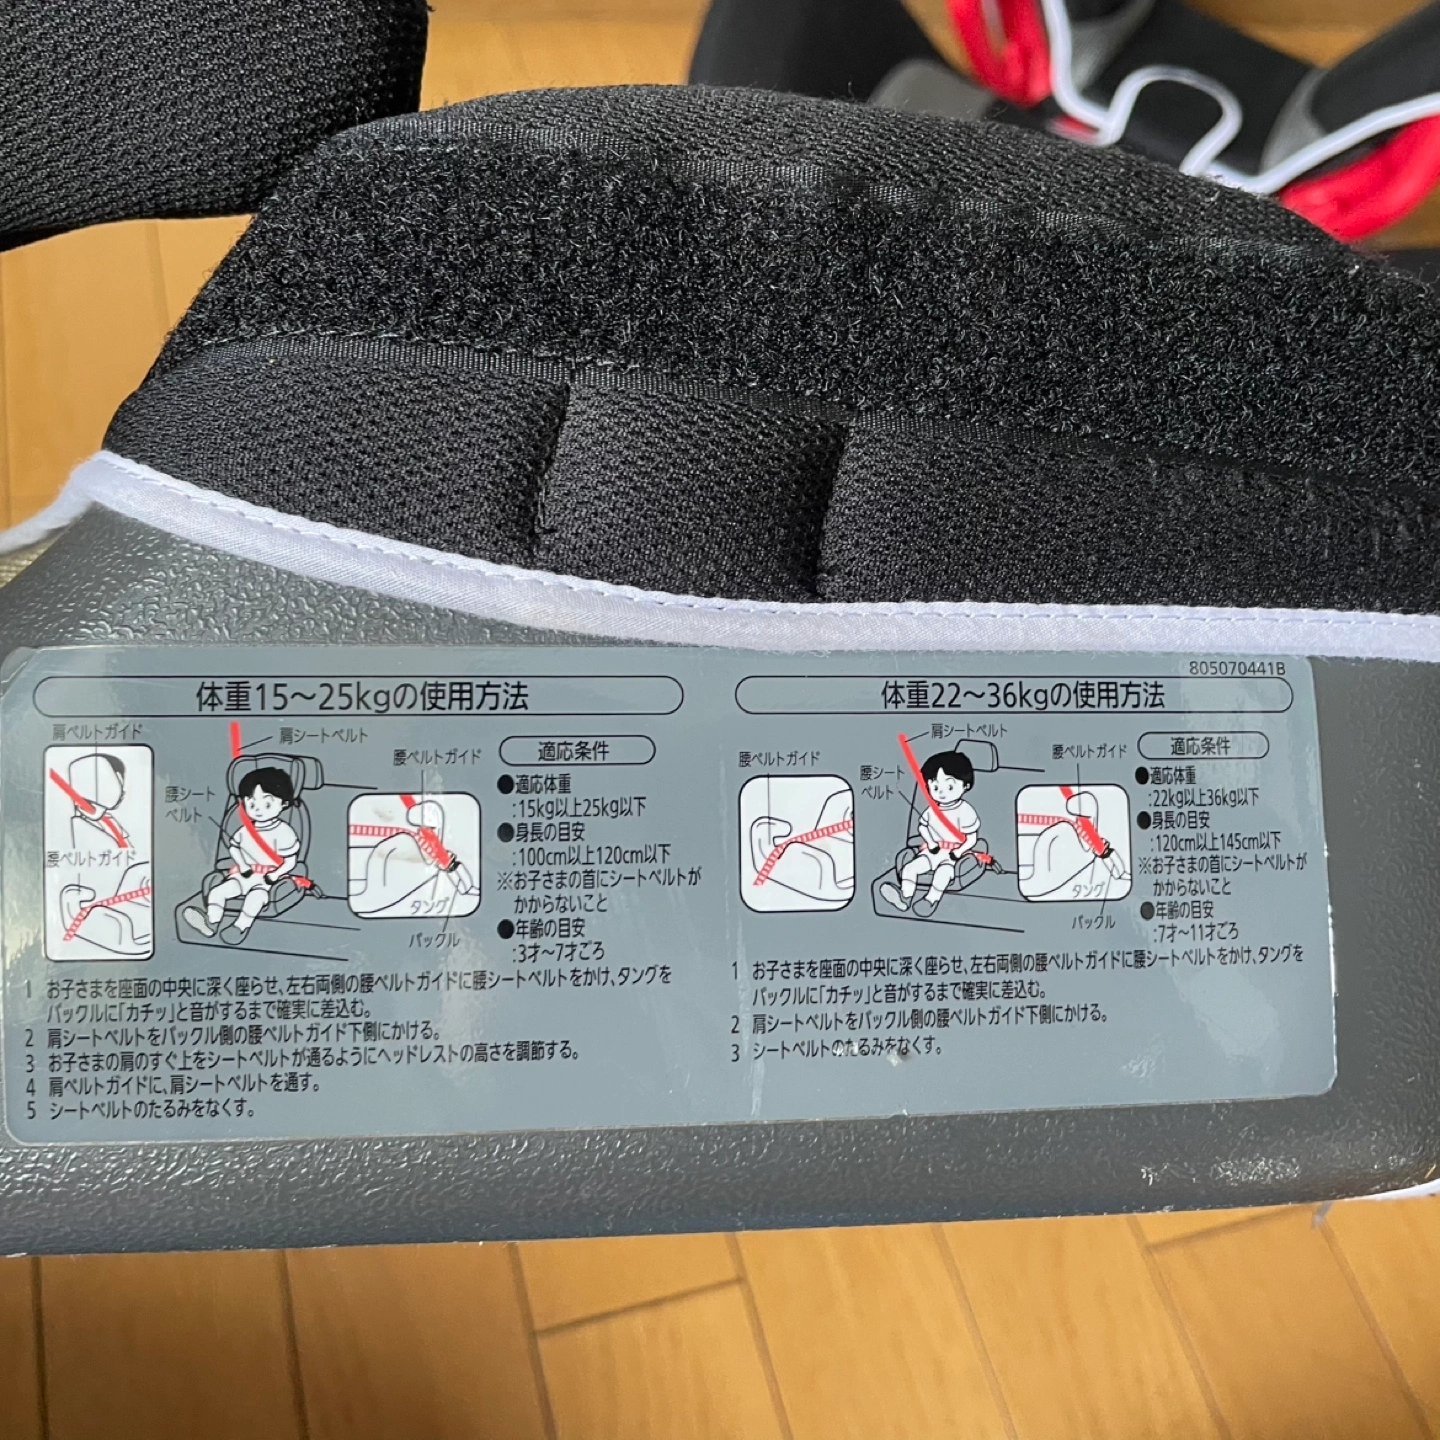 805070441B
体重15〜25kgの使用方法
肩ベルトガイド
肩シートベルト
腰シート
ベルト
腰ベルトガイド
腰ベルトガイド
タング
バックル
適応条件
●適応体重
:15kg以上25kg以下
●身長の目安
:100cm以上120cm以下
※お子さまの首にシートベルトが
かからないこと
●年齢の目安
:3才〜7才ごろ
1 お子さまを座面の中央に深く座らせ、左右両側の腰ベルトガイドに腰シートベルトをかけ、タングを
バックルに「カチッ」と音がするまで確実に差込む。
2 肩シートベルトをバックル側の腰ベルトガイド下側にかける。
3 お子さまの肩のすぐ上をシートベルトが通るようにヘッドレストの高さを調節する。
4 肩ベルトガイドに、肩シートベルトを通す。
5 シートベルトのたるみをなくす。
体重22〜36kgの使用方法
腰ベルトガイド
肩シートベルト
腰シート
ベルト
腰ベルトガイド
タング
バックル
適応条件
●適応体重
:22kg以上36kg以下
●身長の目安
:120cm以上145cm以下
※お子さまの首にシートベルトが
かからないこと
●年齢の目安
:7才〜11才ごろ
1 お子さまを座面の中央に深く座らせ、左右両側の腰ベルトガイドに腰シートベルトをかけ、タングを
バックルに「カチッ」と音がするまで確実に差込む。
2 肩シートベルトをバックル側の腰ベルトガイド下側にかける。
3 シートベルトのたるみをなくす。